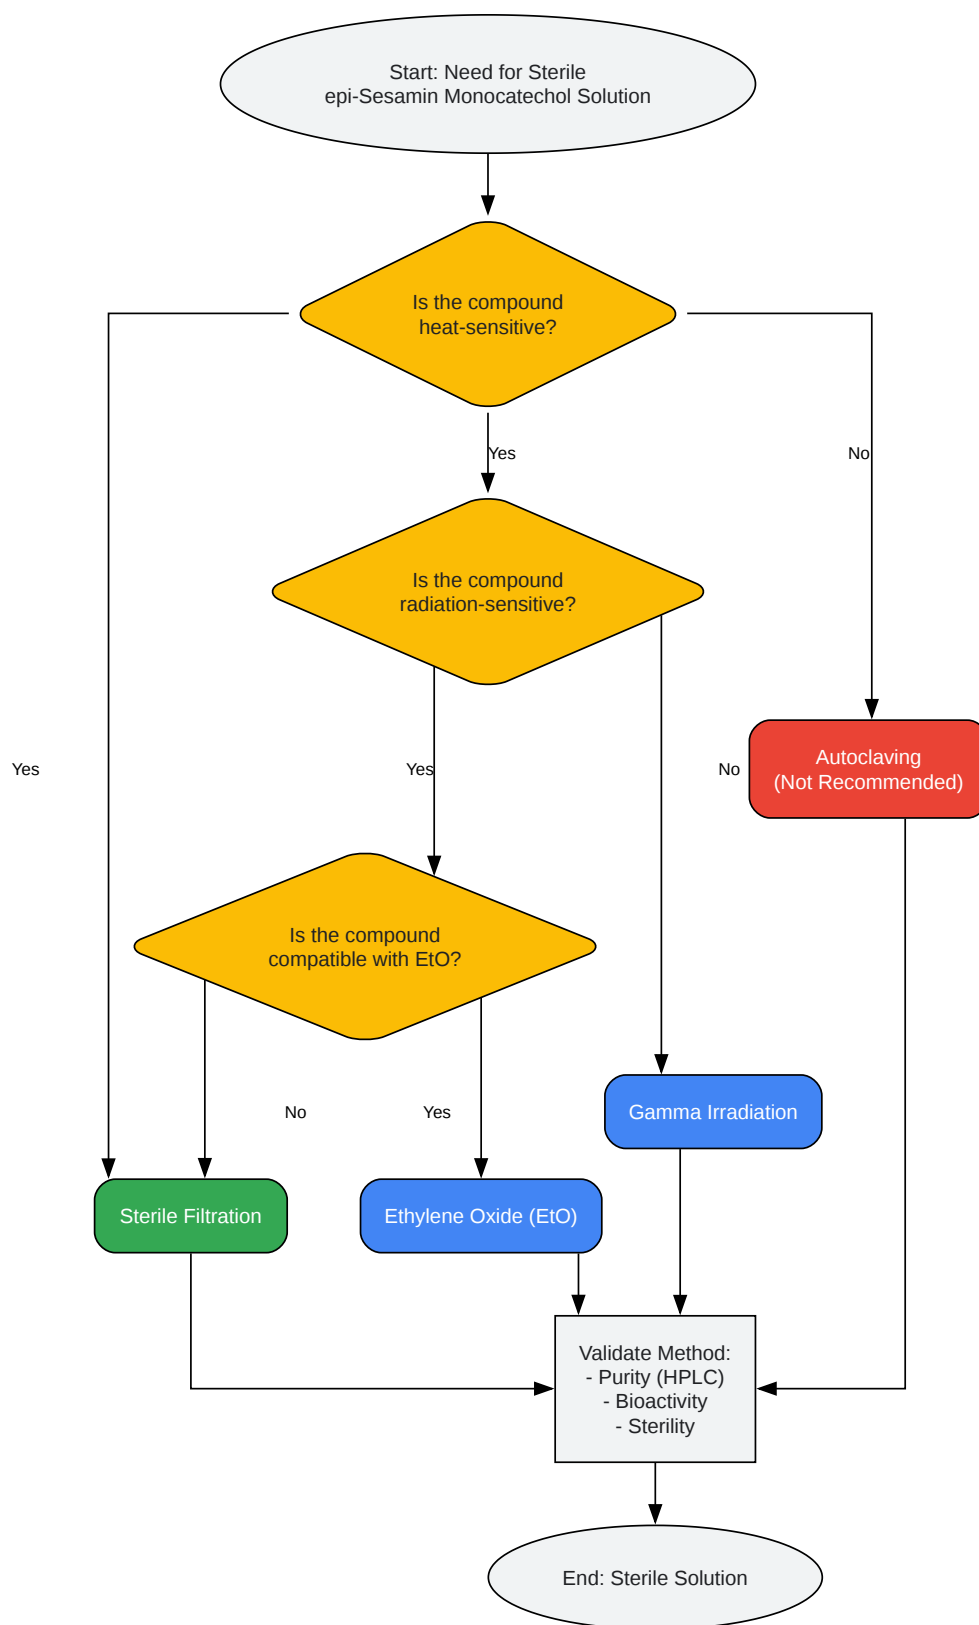 Start: Need for Sterile
epi-Sesamin Monocatechol Solution
Is the compound
heat-sensitive?
Yes
No
Is the compound
radiation-sensitive?
Yes
Yes
No
Autoclaving
(Not Recommended)
Is the compound
compatible with EtO?
No
Yes
Gamma Irradiation
Sterile Filtration
Ethylene Oxide (EtO)
Validate Method:
- Purity (HPLC)
- Bioactivity
- Sterility
End: Sterile Solution